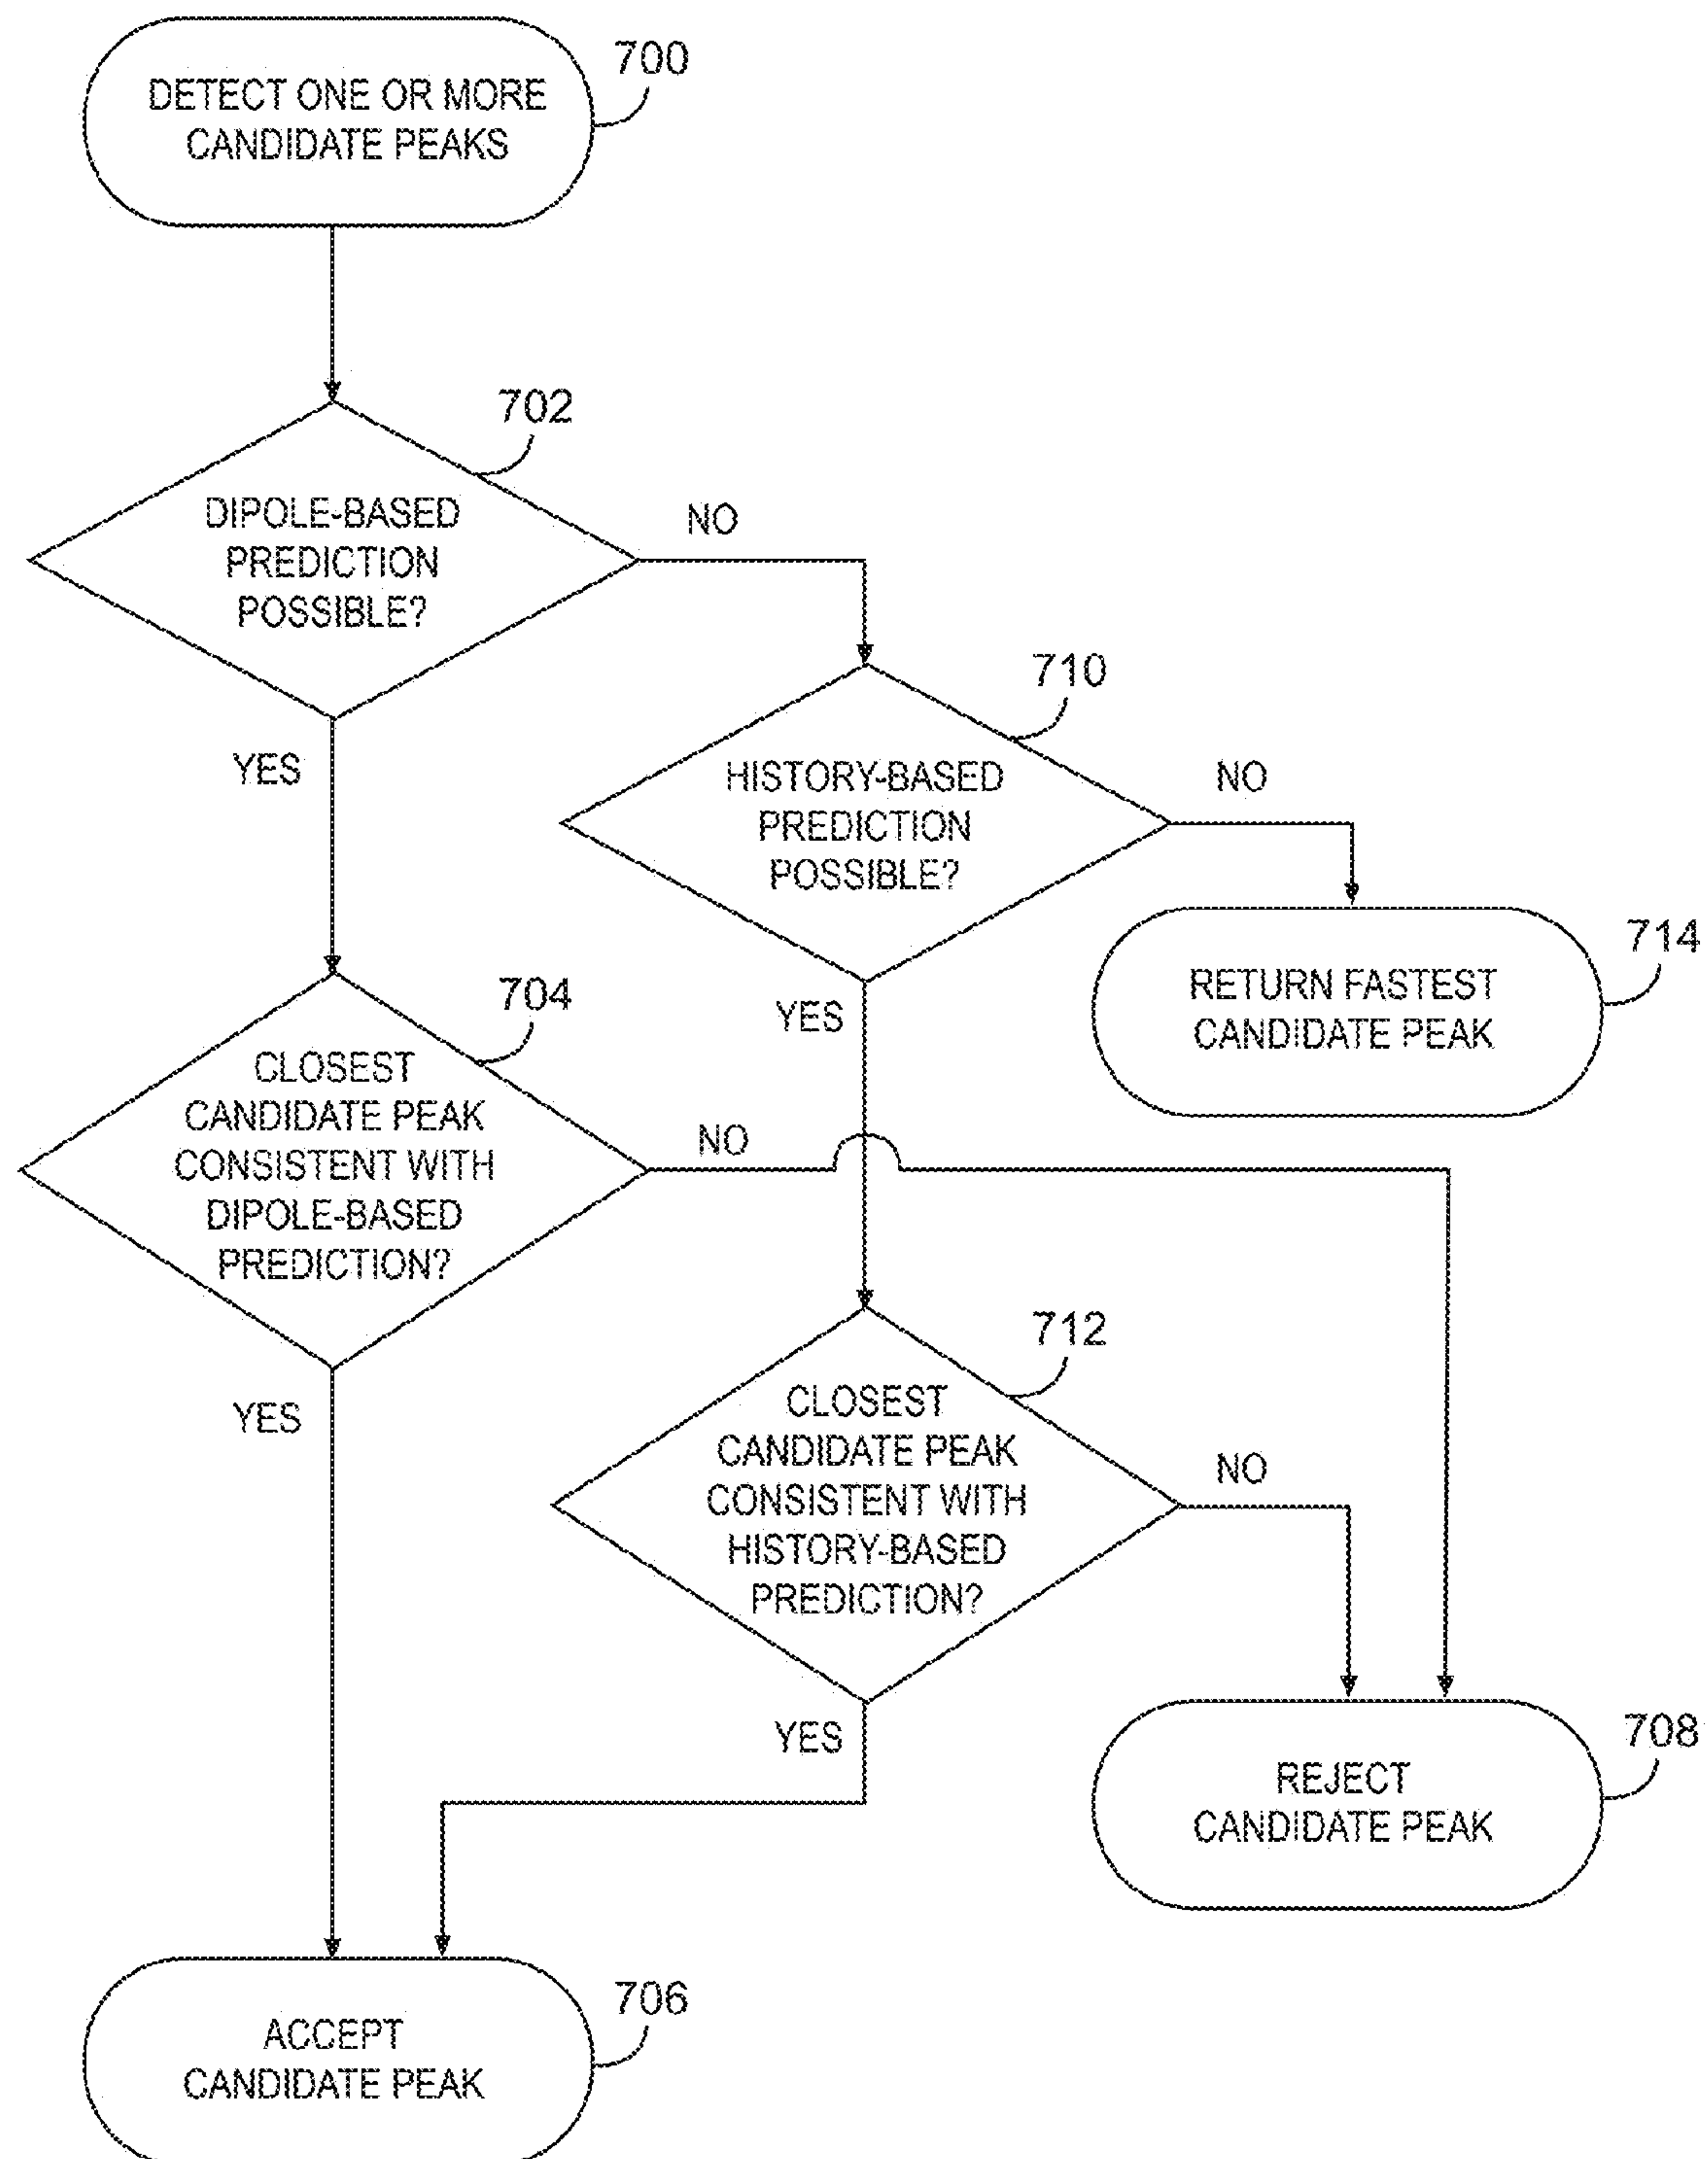 700
DETECT ONE OR MORE
CANDIDATE PEAKS
702
DIPOLE-BASED
PREDICTION
POSSIBLE?
NO
YES
710
HISTORY-BASED
PREDICTION
POSSIBLE?
NO
YES
714
RETURN FASTEST
CANDIDATE PEAK
704
CLOSEST
CANDIDATE PEAK
CONSISTENT WITH
DIPOLE-BASED
PREDICTION?
NO
YES
712
CLOSEST
CANDIDATE PEAK
CONSISTENT WITH
HISTORY-BASED
PREDICTION?
NO
YES
708
REJECT
CANDIDATE PEAK
706
ACCEPT
CANDIDATE PEAK